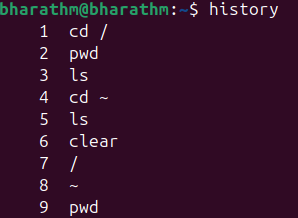 bharathm@bharathm:~$ history
1 cd /
2 pwd
3 ls
4 cd ~
5 ls
6 clear
7 /
8 ~
9 pwd